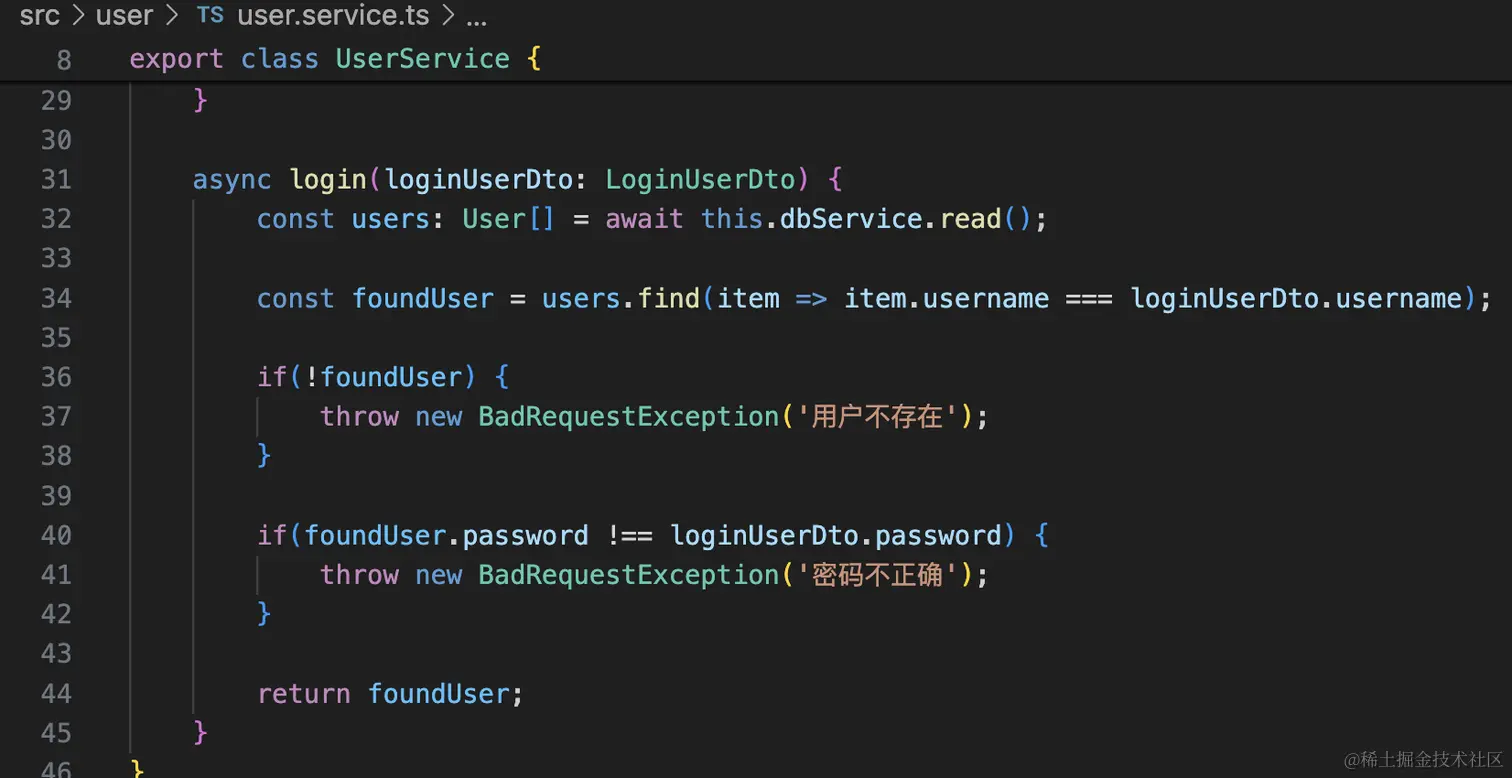 src > user > TS user.service.ts > ...
8 export class UserService {
29 }
30
31 async login(loginUserDto: LoginUserDto) {
32 const users: User[] = await this.dbService.read();
33
34 const foundUser = users.find(item => item.username === loginUserDto.username);
35
36 if(!foundUser) {
37 throw new BadRequestException('用户不存在');
38 }
39
40 if(foundUser.password !== loginUserDto.password) {
41 throw new BadRequestException('密码不正确');
42 }
43
44 return foundUser;
45 }
46 }
@稀土掘金技术社区